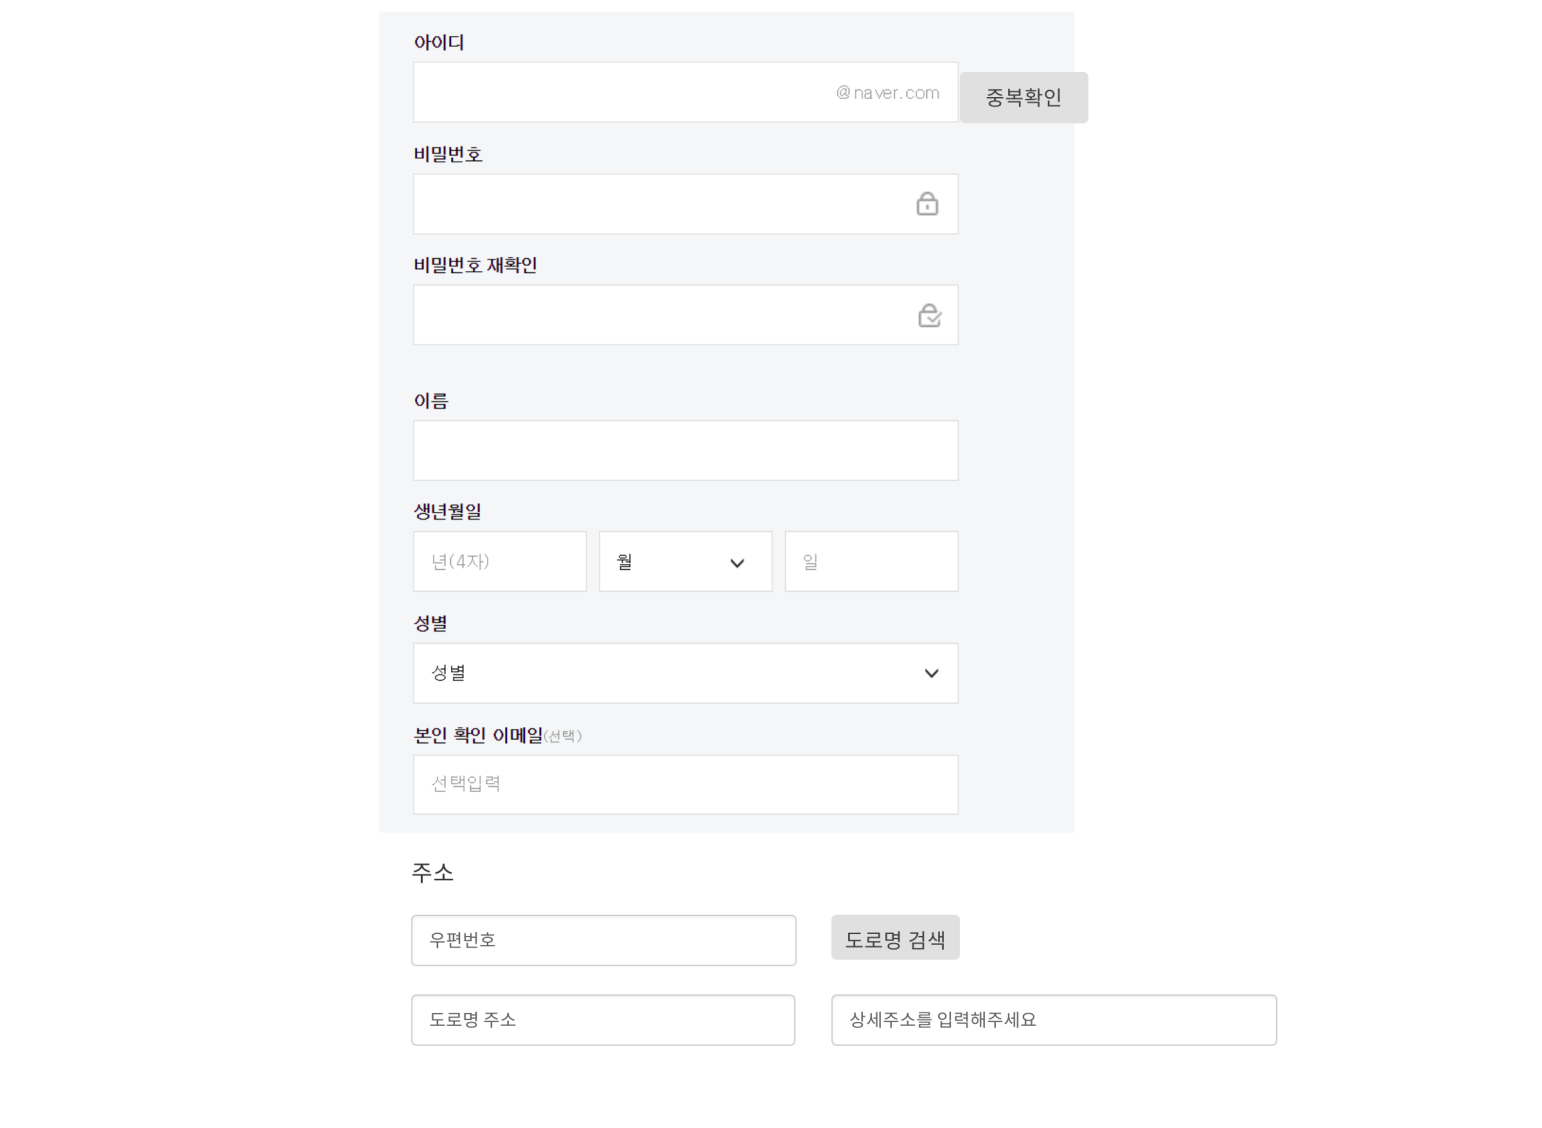 아이디
@naver.com
중복확인
비밀번호
비밀번호 재확인
이름
생년월일
년(4자) 월 일
성별
성별
본인 확인 이메일(선택)
선택입력
주소
우편번호 도로명 검색
도로명 주소 상세주소를 입력해주세요